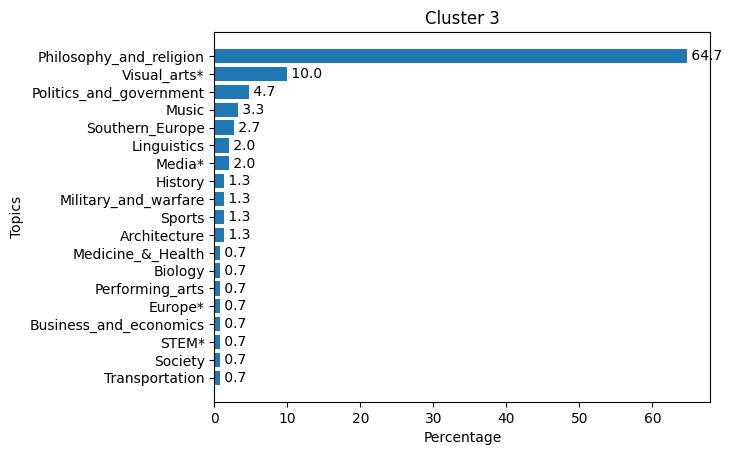 Cluster 3
Philosophy_and_religion 64.7
Visual_arts* 10.0
Politics_and_government 4.7
Music 3.3
Southern_Europe 2.7
Linguistics 2.0
Media* 2.0
History 1.3
Military_and_warfare 1.3
Sports 1.3
Architecture 1.3
Medicine_&_Health 0.7
Biology 0.7
Performing_arts 0.7
Europe* 0.7
Business_and_economics 0.7
STEM* 0.7
Society 0.7
Transportation 0.7
Topics
0 10 20 30 40 50 60
Percentage